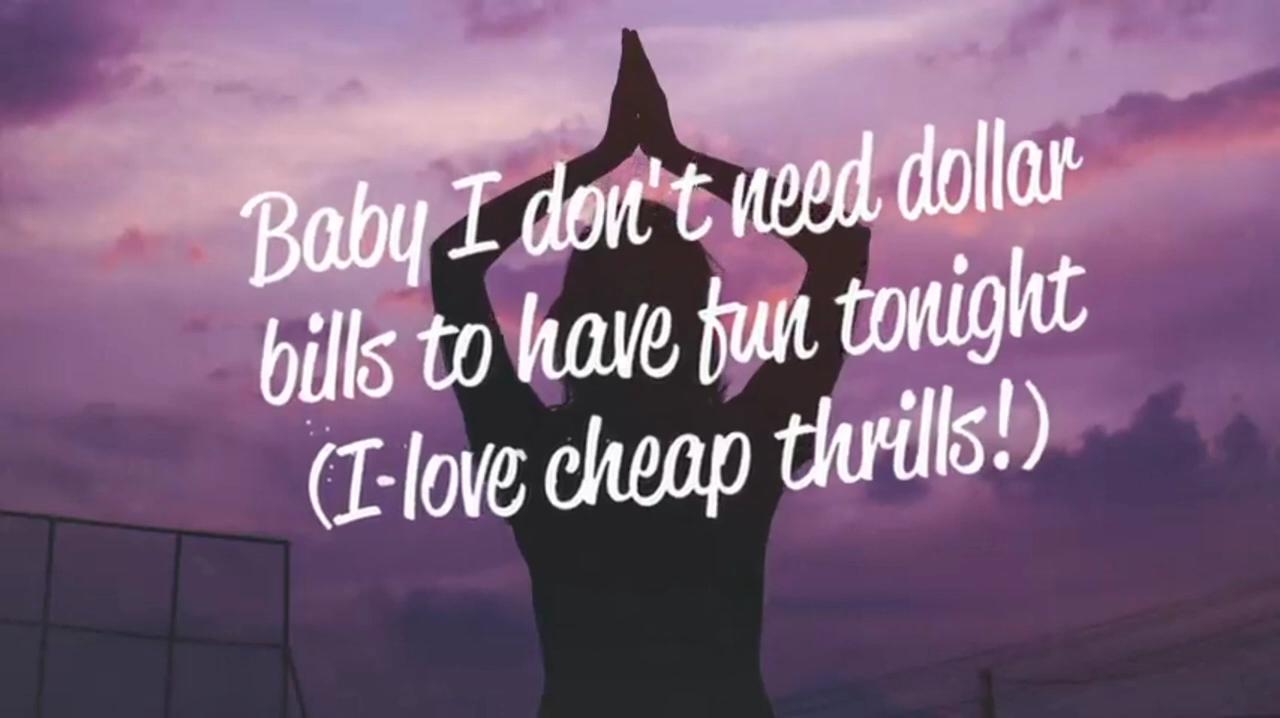 Baby I don't need dollar
bills to have fun tonight
(I love cheap thrills!)